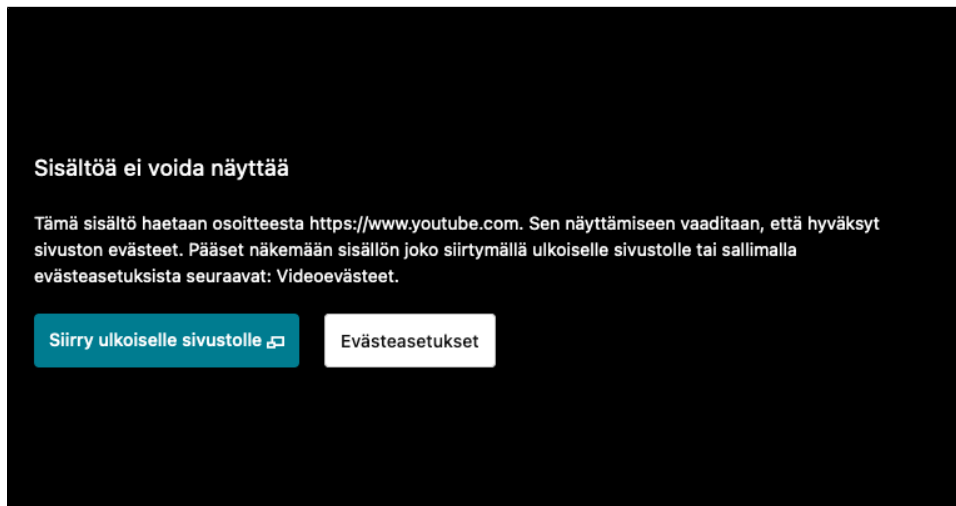 Sisältöä ei voida näyttää
Tämä sisältö haetaan osoitteesta https://www.youtube.com. Sen näyttämiseen vaaditaan, että hyväksyt
sivuston evästeet. Pääset näkemään sisällön joko siirtymällä ulkoiselle sivustolle tai sallimalla
evästeasetuksista seuraavat: Videoevästeet.
Siirry ulkoiselle sivustolle
Evästeasetukset